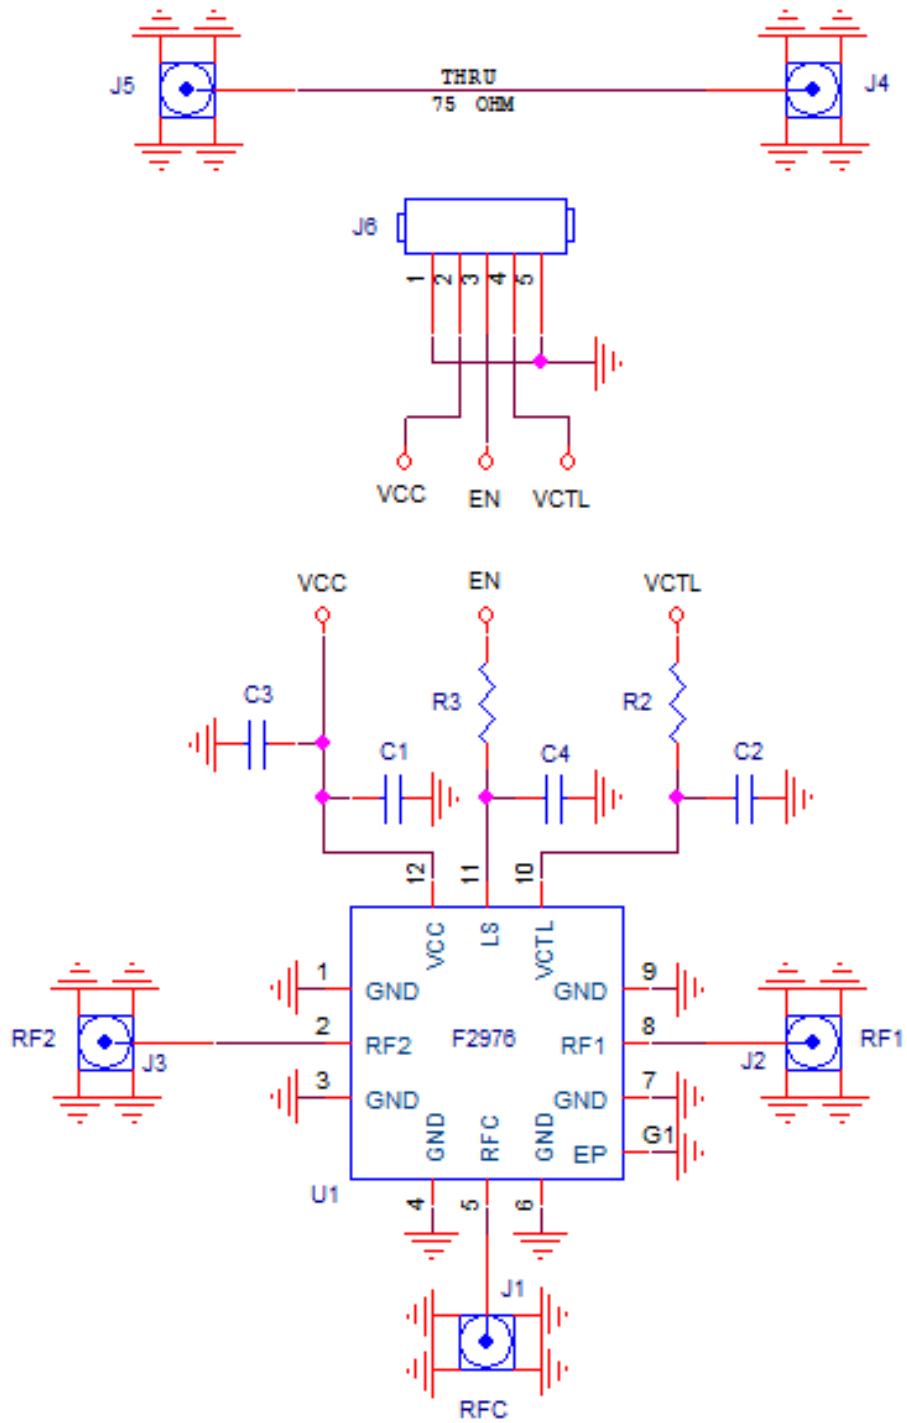 THRU
J5
J4
75 OHM
J6
1
2
3
4
5
VCC
EN
VCTL
VCC
EN
VCTL
C3
R3
R2
C1
C4
C2
12
11
10
VCC
LS
VCTL
1
GND
GND
9
RF2
J3
2
RF2
F2976
RF1
8
J2
RF1
3
GND
GND
7
GND
RFC
GND
EP
G1
U1
4
5
6
J1
RFC